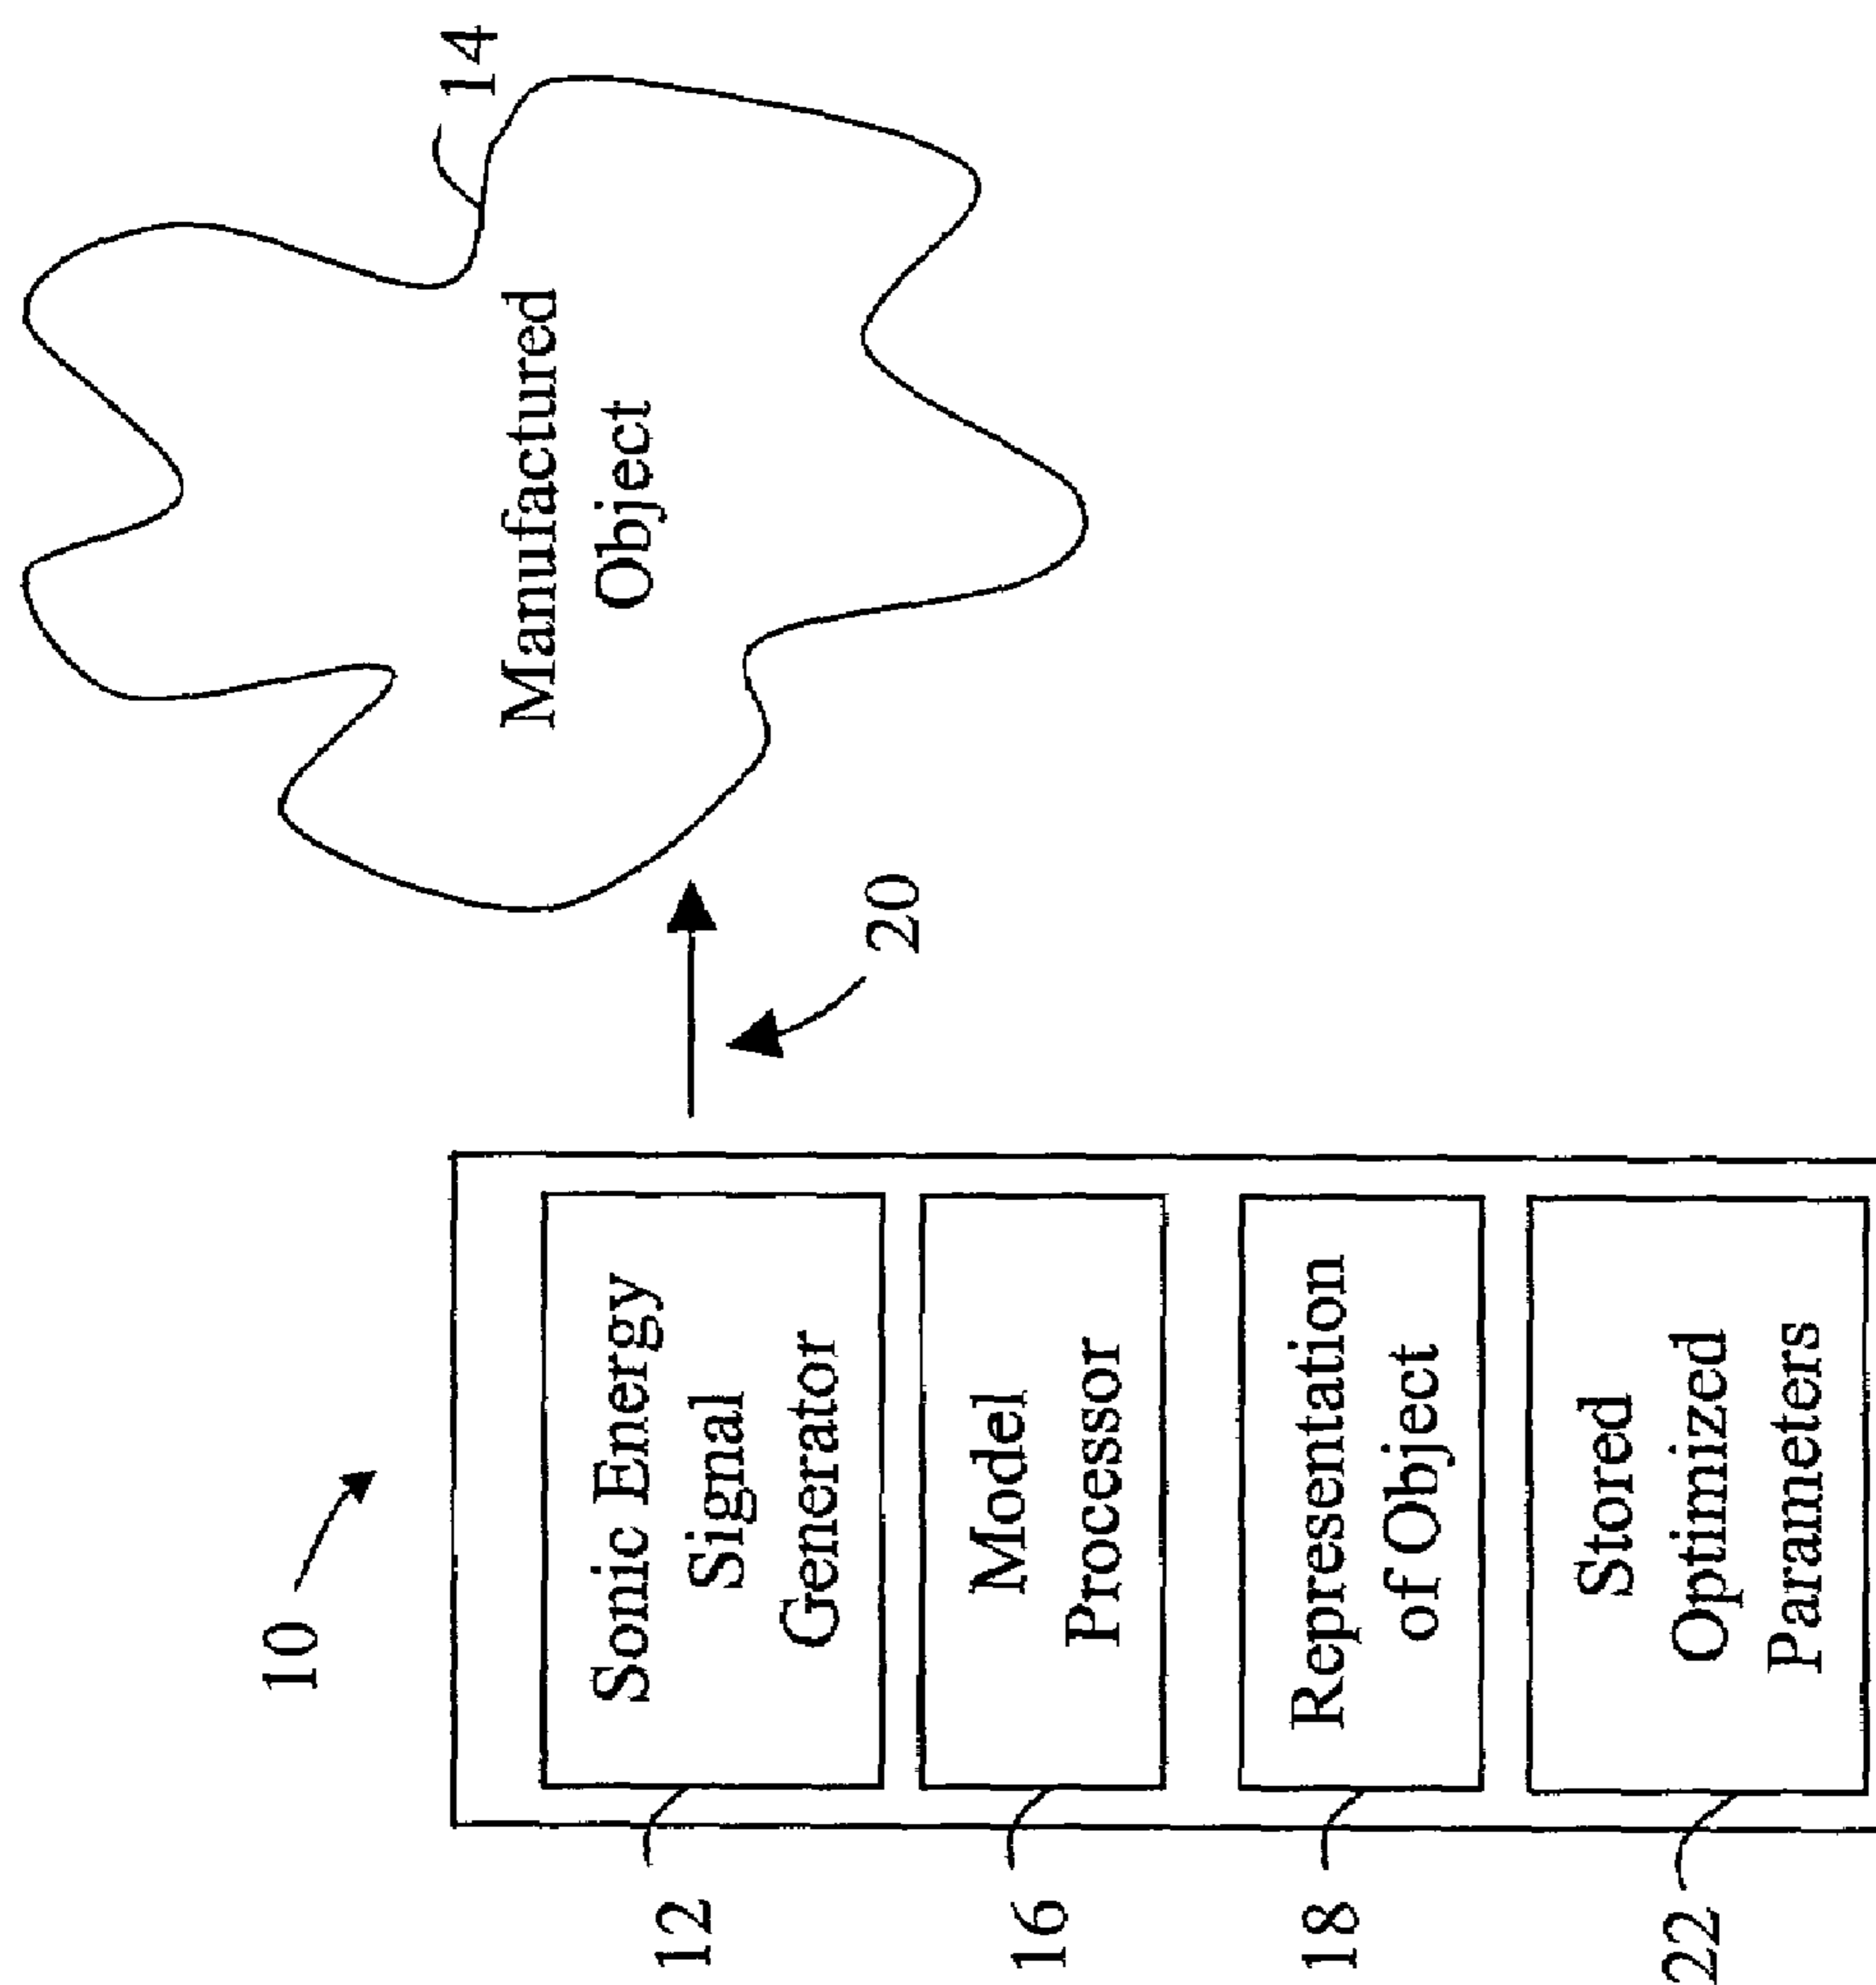 10
12
Sonic Energy
Signal
Generator
16
Model
Processor
18
Representation
of Object
22
Stored
Optimized
Parameters
20
14
Manufactured
Object